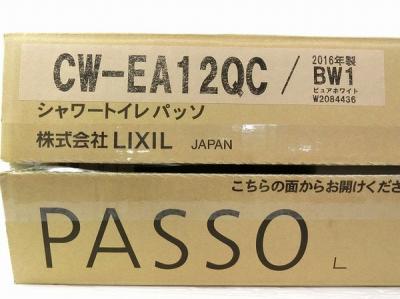 CW-EA12QC / 2016年製
BW1
ピュアホワイト
W2084436
シャワートイレ パッソ
株式会社 LIXIL JAPAN
こちらの面からお開けくださ
PASSO L